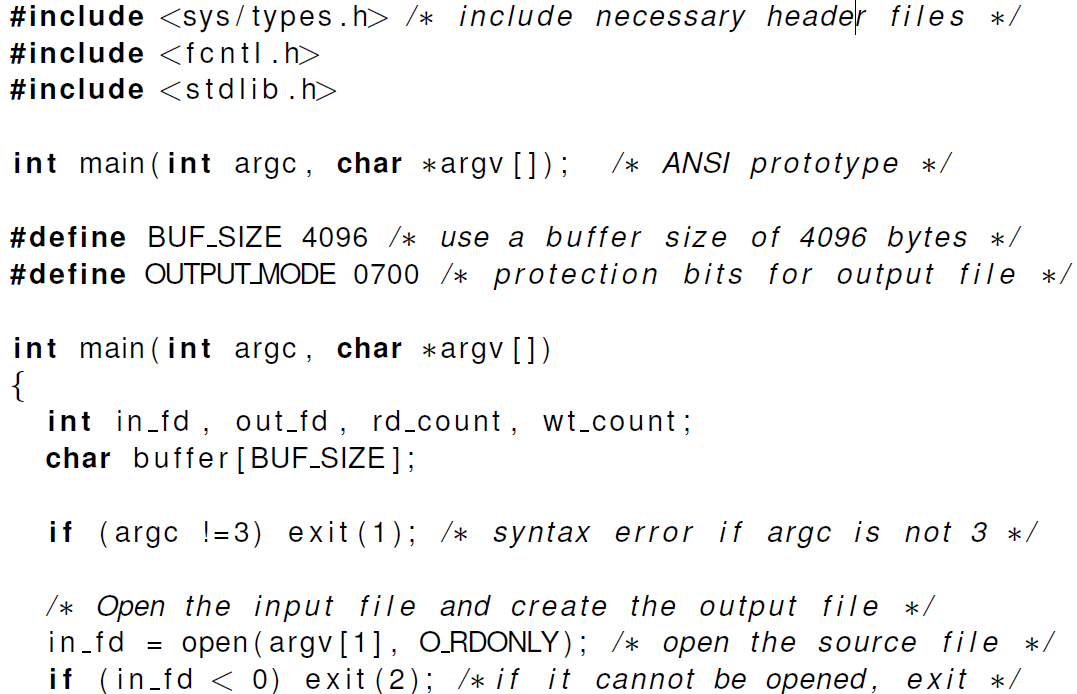 #include <sys/types.h> /* include necessary header files */
#include <fcntl.h>
#include <stdlib.h>
int main(int argc, char *argv[]); /* ANSI prototype */
#define BUF_SIZE 4096 /* use a buffer size of 4096 bytes */
#define OUTPUT_MODE 0700 /* protection bits for output file */
int main(int argc, char *argv[])
{
int in_fd, out_fd, rd_count, wt_count;
char buffer[BUF_SIZE];
if (argc !=3) exit(1); /* syntax error if argc is not 3 */
/* Open the input file and create the output file */
in_fd = open(argv[1], O_RDONLY); /* open the source file */
if (in_fd < 0) exit(2); /*if it cannot be opened, exit */